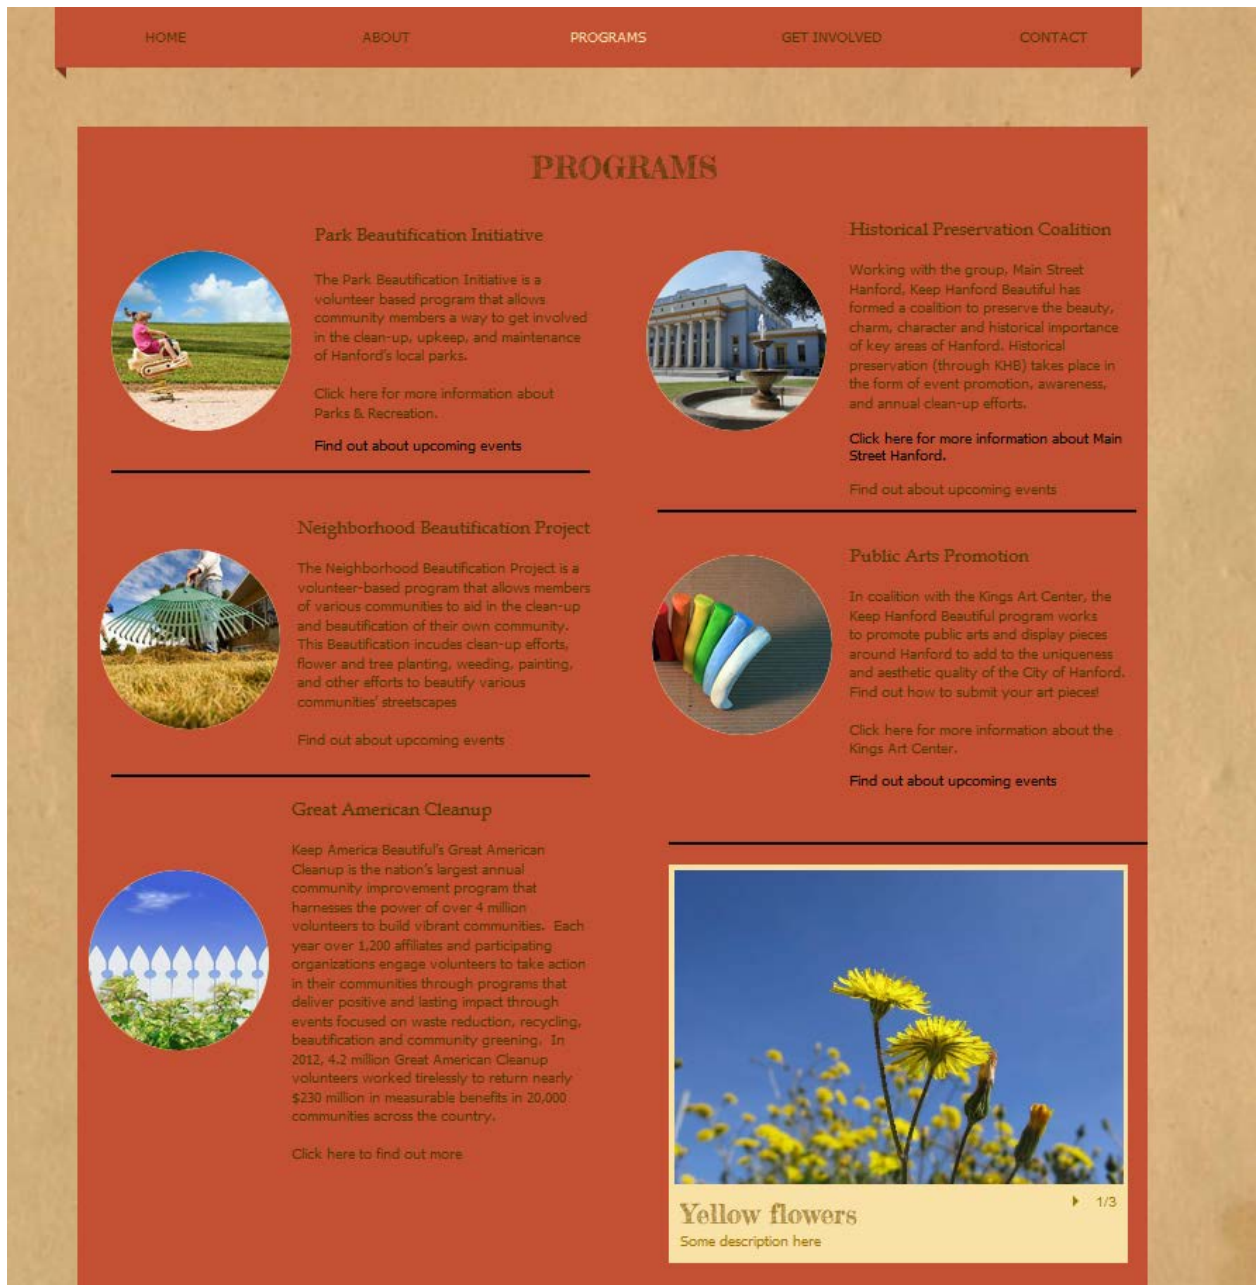 HOME ABOUT PROGRAMS GET INVOLVED CONTACT
PROGRAMS
Park Beautification Initiative
The Park Beautification Initiative is a
volunteer based program that allows
community members a way to get involved
in the clean-up, upkeep, and maintenance
of Hanford's local parks.
Click here for more information about
Parks & Recreation.
Find out about upcoming events
Neighborhood Beautification Project
The Neighborhood Beautification Project is a
volunteer-based program that allows members
of various communities to aid in the clean-up
and beautification of their own community.
This Beautification incudes clean-up efforts,
flower and tree planting, weeding, painting,
and other efforts to beautify various
communities' streetscapes
Find out about upcoming events
Great American Cleanup
Keep America Beautiful's Great American
Cleanup is the nation's largest annual
community improvement program that
harnesses the power of over 4 million
volunteers to build vibrant communities.  Each
year over 1,200 affiliates and participating
organizations engage volunteers to take action
in their communities through programs that
deliver positive and lasting impact through
events focused on waste reduction, recycling,
beautification and community greening.  In
2012, 4.2 million Great American Cleanup
volunteers worked tirelessly to return nearly
$230 million in measurable benefits in 20,000
communities across the country.
Click here to find out more
Historical Preservation Coalition
Working with the group, Main Street
Hanford, Keep Hanford Beautiful has
formed a coalition to preserve the beauty,
charm, character and historical importance
of key areas of Hanford. Historical
preservation (through KHB) takes place in
the form of event promotion, awareness,
and annual clean-up efforts.
Click here for more information about Main
Street Hanford.
Find out about upcoming events
Public Arts Promotion
In coalition with the Kings Art Center, the
Keep Hanford Beautiful program works
to promote public arts and display pieces
around Hanford to add to the uniqueness
and aesthetic quality of the City of Hanford.
Find out how to submit your art pieces!
Click here for more information about the
Kings Art Center.
Find out about upcoming events
1/3
Yellow flowers
Some description here